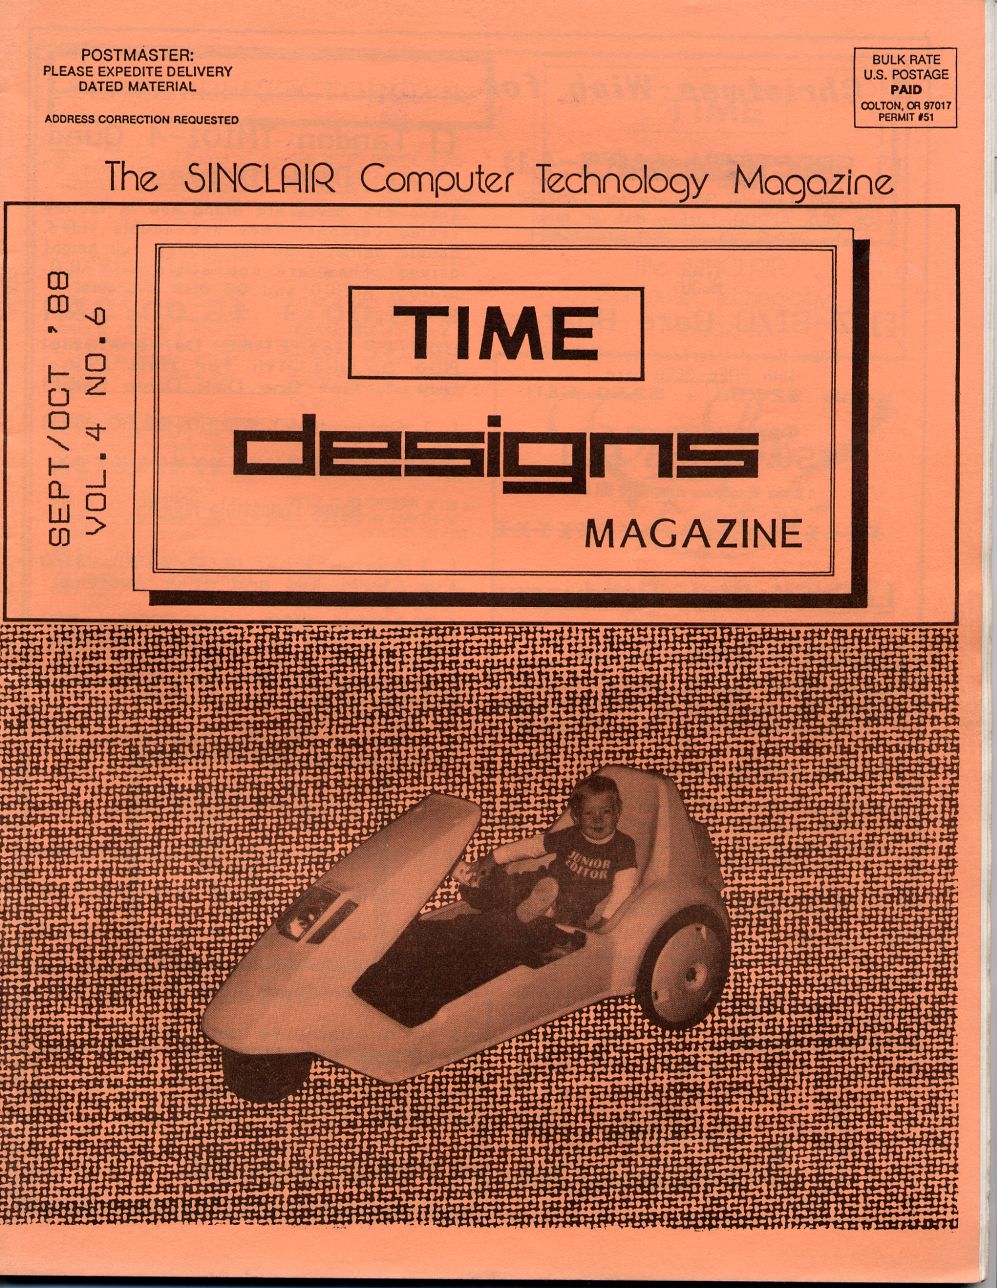 POSTMASTER:
PLEASE EXPEDITE DELIVERY
DATED MATERIAL
ADDRESS CORRECTION REQUESTED
BULK RATE
U.S. POSTAGE
PAID
COLTON, OR 97017
PERMIT #51
The SINCLAIR Computer Technology Magazine
SEPT/OCT '88
VOL.4 NO.6
TIME
designs
MAGAZINE
JUNIOR
EDITOR